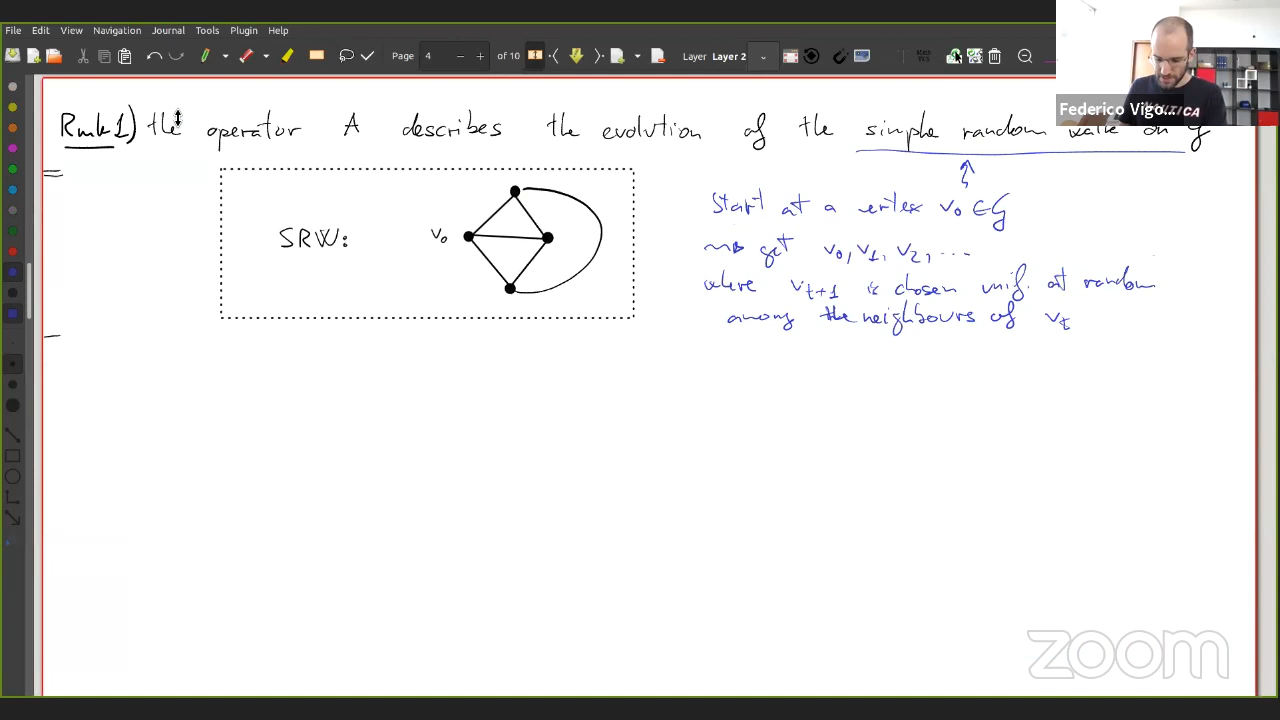 File Edit View Navigation Journal Tools Plugin Help
Page 4 of 10 Layer Layer 2
Federico Vigo...
Rmk 1) the operator A describes the evolution of the simple random walk on G
Start at a vertex v₀ ∈ G
SRW: v₀
get v₀, v₁, v₂, ...
where v_{t+1} is chosen unif. at random
among the neighbours of v_t
zoom